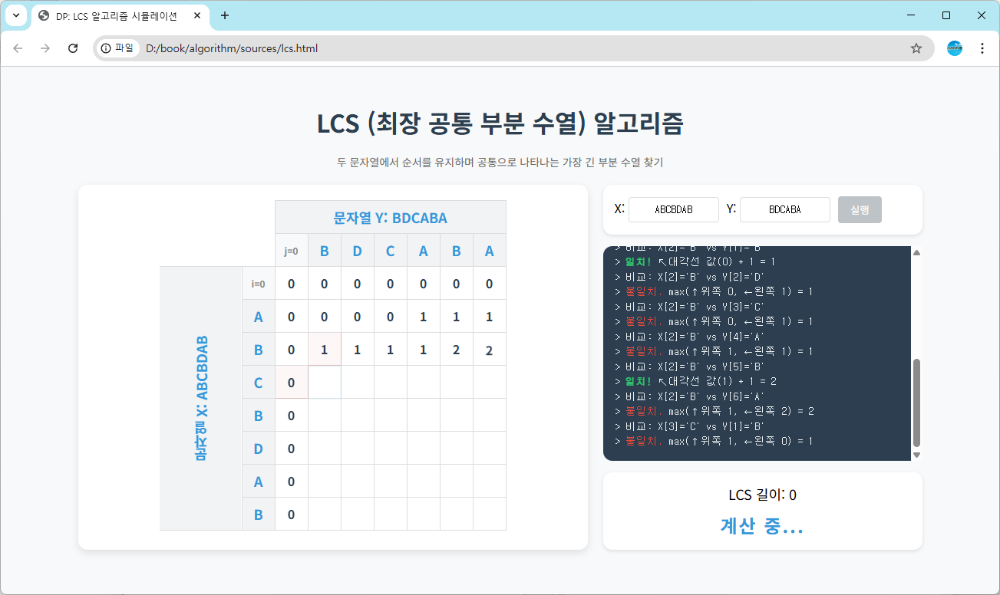 DP: LCS 알고리즘 시뮬레이션
파일 D:/book/algorithm/sources/lcs.html
LCS (최장 공통 부분 수열) 알고리즘
두 문자열에서 순서를 유지하며 공통으로 나타나는 가장 긴 부분 수열 찾기
문자열 Y: BDCABA
j=0 B D C A B A
문자열 X: ABCBDAB
i=0 0 0 0 0 0 0 0
A 0 0 0 0 1 1 1
B 0 1 1 1 1 2 2
C 0
B 0
D 0
A 0
B 0
X: ABCBDAB Y: BDCABA 실행
> 비교: X[2]='B' vs Y[1]='B'
> 일치! ↖대각선 값(0) + 1 = 1
> 비교: X[2]='B' vs Y[2]='D'
> 불일치. max(↑위쪽 0, ←왼쪽 1) = 1
> 비교: X[2]='B' vs Y[3]='C'
> 불일치. max(↑위쪽 0, ←왼쪽 1) = 1
> 비교: X[2]='B' vs Y[4]='A'
> 불일치. max(↑위쪽 1, ←왼쪽 1) = 1
> 비교: X[2]='B' vs Y[5]='B'
> 일치! ↖대각선 값(1) + 1 = 2
> 비교: X[2]='B' vs Y[6]='A'
> 불일치. max(↑위쪽 1, ←왼쪽 2) = 2
> 비교: X[3]='C' vs Y[1]='B'
> 불일치. max(↑위쪽 1, ←왼쪽 0) = 1
LCS 길이: 0
계산 중...